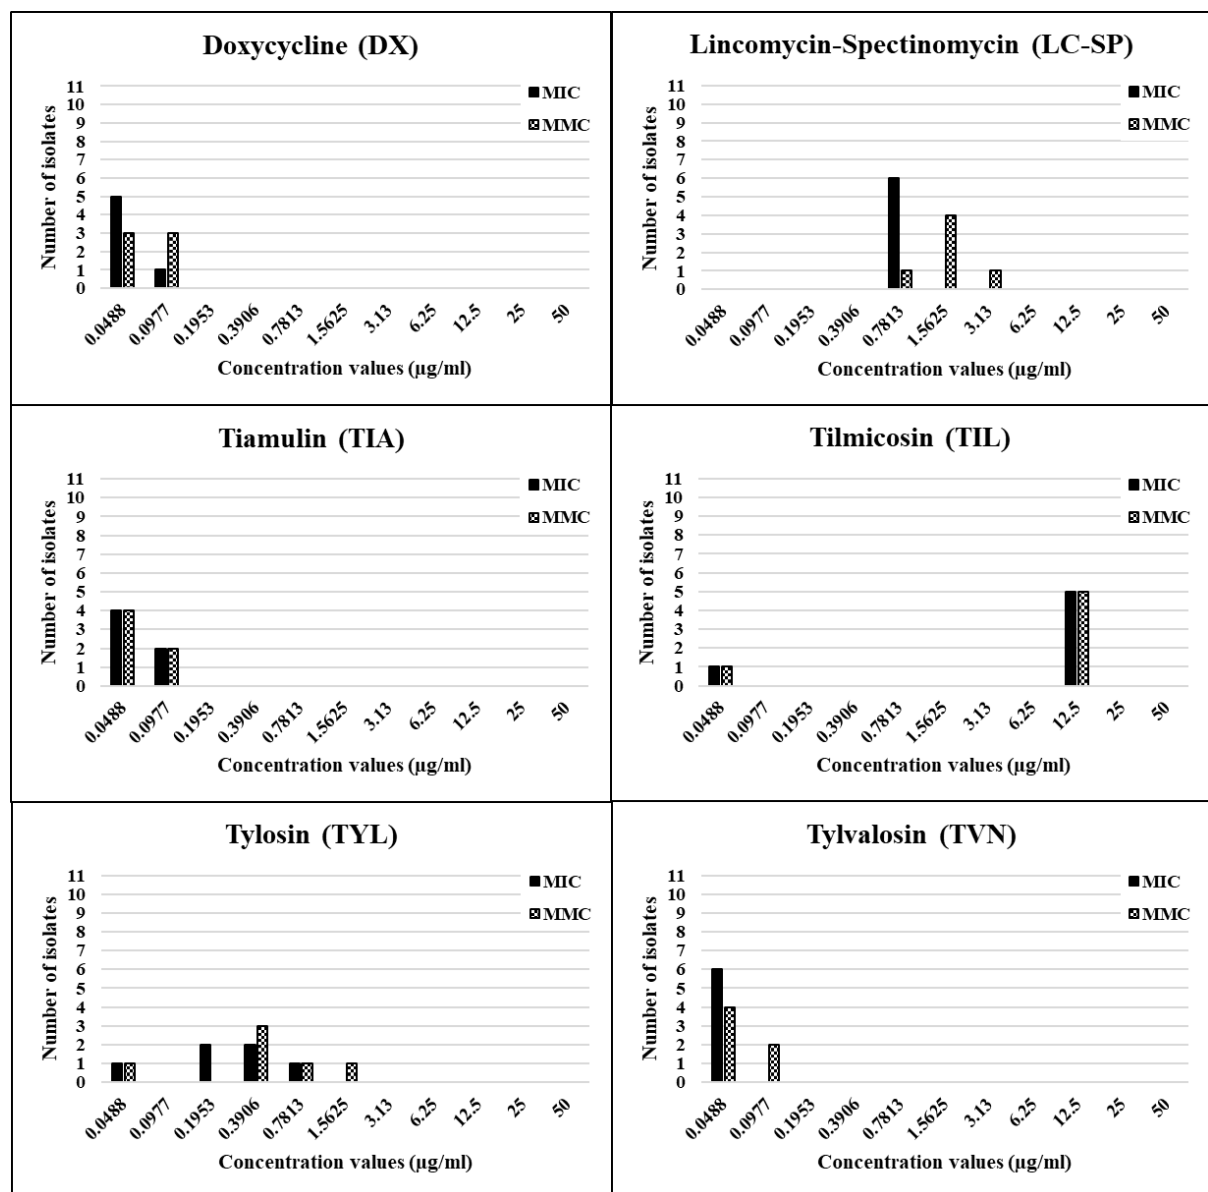 Doxycycline (DX)
Number of isolates
11
10
9
8
7
6
5
4
3
2
1
0
MIC
MMC
0.0488 0.0977 0.1953 0.3906 0.7813 1.5625 3.13 6.25 12.5 25 50
Concentration values (µg/ml)
Lincomycin-Spectinomycin (LC-SP)
Number of isolates
11
10
9
8
7
6
5
4
3
2
1
0
MIC
MMC
0.0488 0.0977 0.1953 0.3906 0.7813 1.5625 3.13 6.25 12.5 25 50
Concentration values (µg/ml)
Tiamulin (TIA)
Number of isolates
11
10
9
8
7
6
5
4
3
2
1
0
MIC
MMC
0.0488 0.0977 0.1953 0.3906 0.7813 1.5625 3.13 6.25 12.5 25 50
Concentration values (µg/ml)
Tilmicosin (TIL)
Number of isolates
11
10
9
8
7
6
5
4
3
2
1
0
MIC
MMC
0.0488 0.0977 0.1953 0.3906 0.7813 1.5625 3.13 6.25 12.5 25 50
Concentration values (µg/ml)
Tylosin (TYL)
Number of isolates
11
10
9
8
7
6
5
4
3
2
1
0
MIC
MMC
0.0488 0.0977 0.1953 0.3906 0.7813 1.5625 3.13 6.25 12.5 25 50
Concentration values (µg/ml)
Tylvalosin (TVN)
Number of isolates
11
10
9
8
7
6
5
4
3
2
1
0
MIC
MMC
0.0488 0.0977 0.1953 0.3906 0.7813 1.5625 3.13 6.25 12.5 25 50
Concentration values (µg/ml)